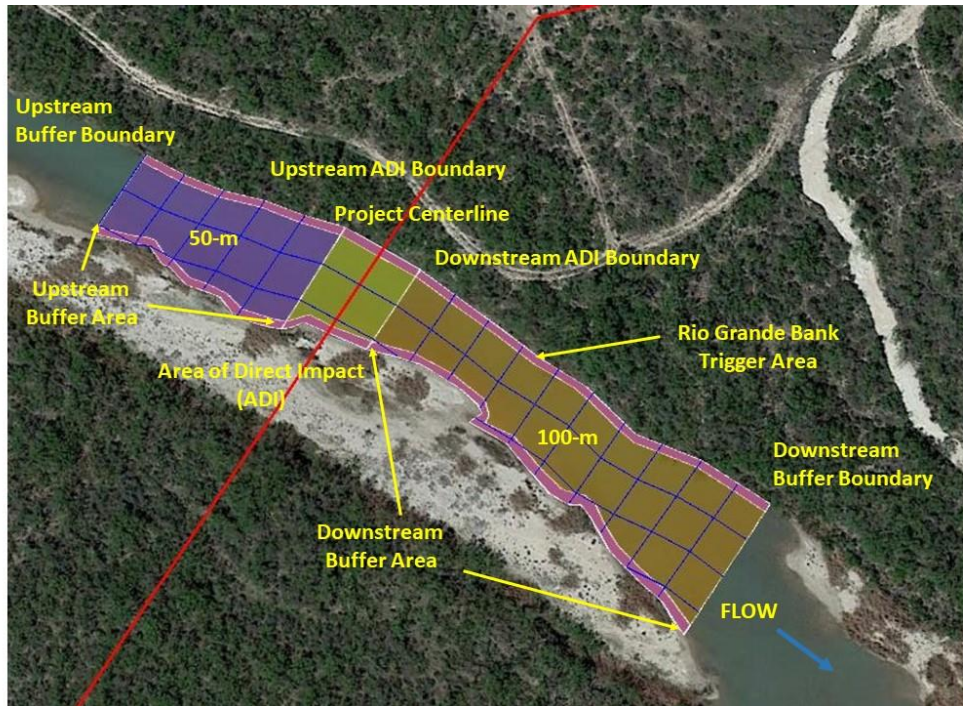 Upstream
Buffer Boundary
Upstream ADI Boundary
Project Centerline
50-m
Downstream ADI Boundary
Upstream
Buffer Area
Rio Grande Bank
Trigger Area
Area of Direct Impact
(ADI)
100-m
Downstream
Buffer Boundary
Downstream
Buffer Area
FLOW